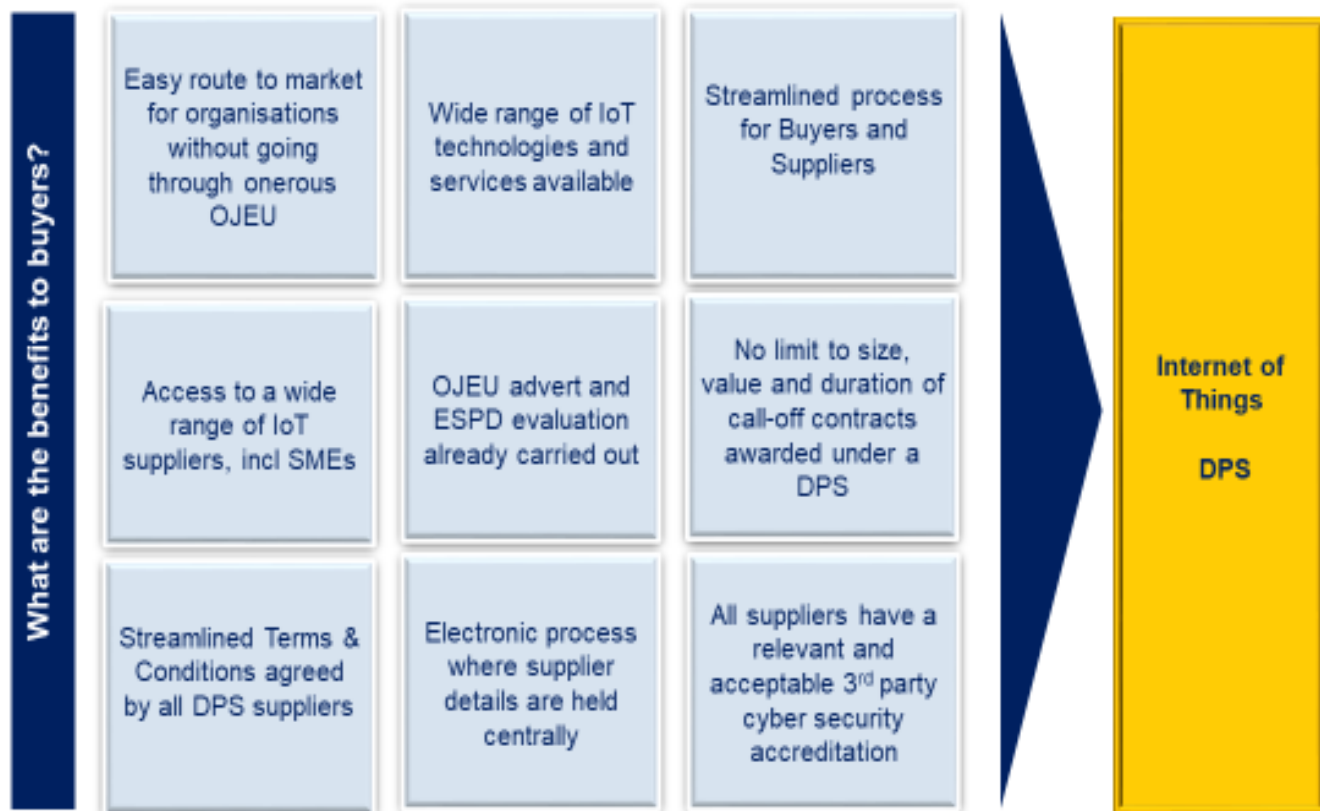 What are the benefits to buyers?
Easy route to market
for organisations
without going
through onerous
OJEU
Wide range of IoT
technologies and
services available
Streamlined process
for Buyers and
Suppliers
Access to a wide
range of IoT
suppliers, incl SMEs
OJEU advert and
ESPD evaluation
already carried out
No limit to size,
value and duration of
call-off contracts
awarded under a
DPS
Streamlined Terms &
Conditions agreed
by all DPS suppliers
Electronic process
where supplier
details are held
centrally
All suppliers have a
relevant and
acceptable 3rd party
cyber security
accreditation
Internet of
Things
DPS